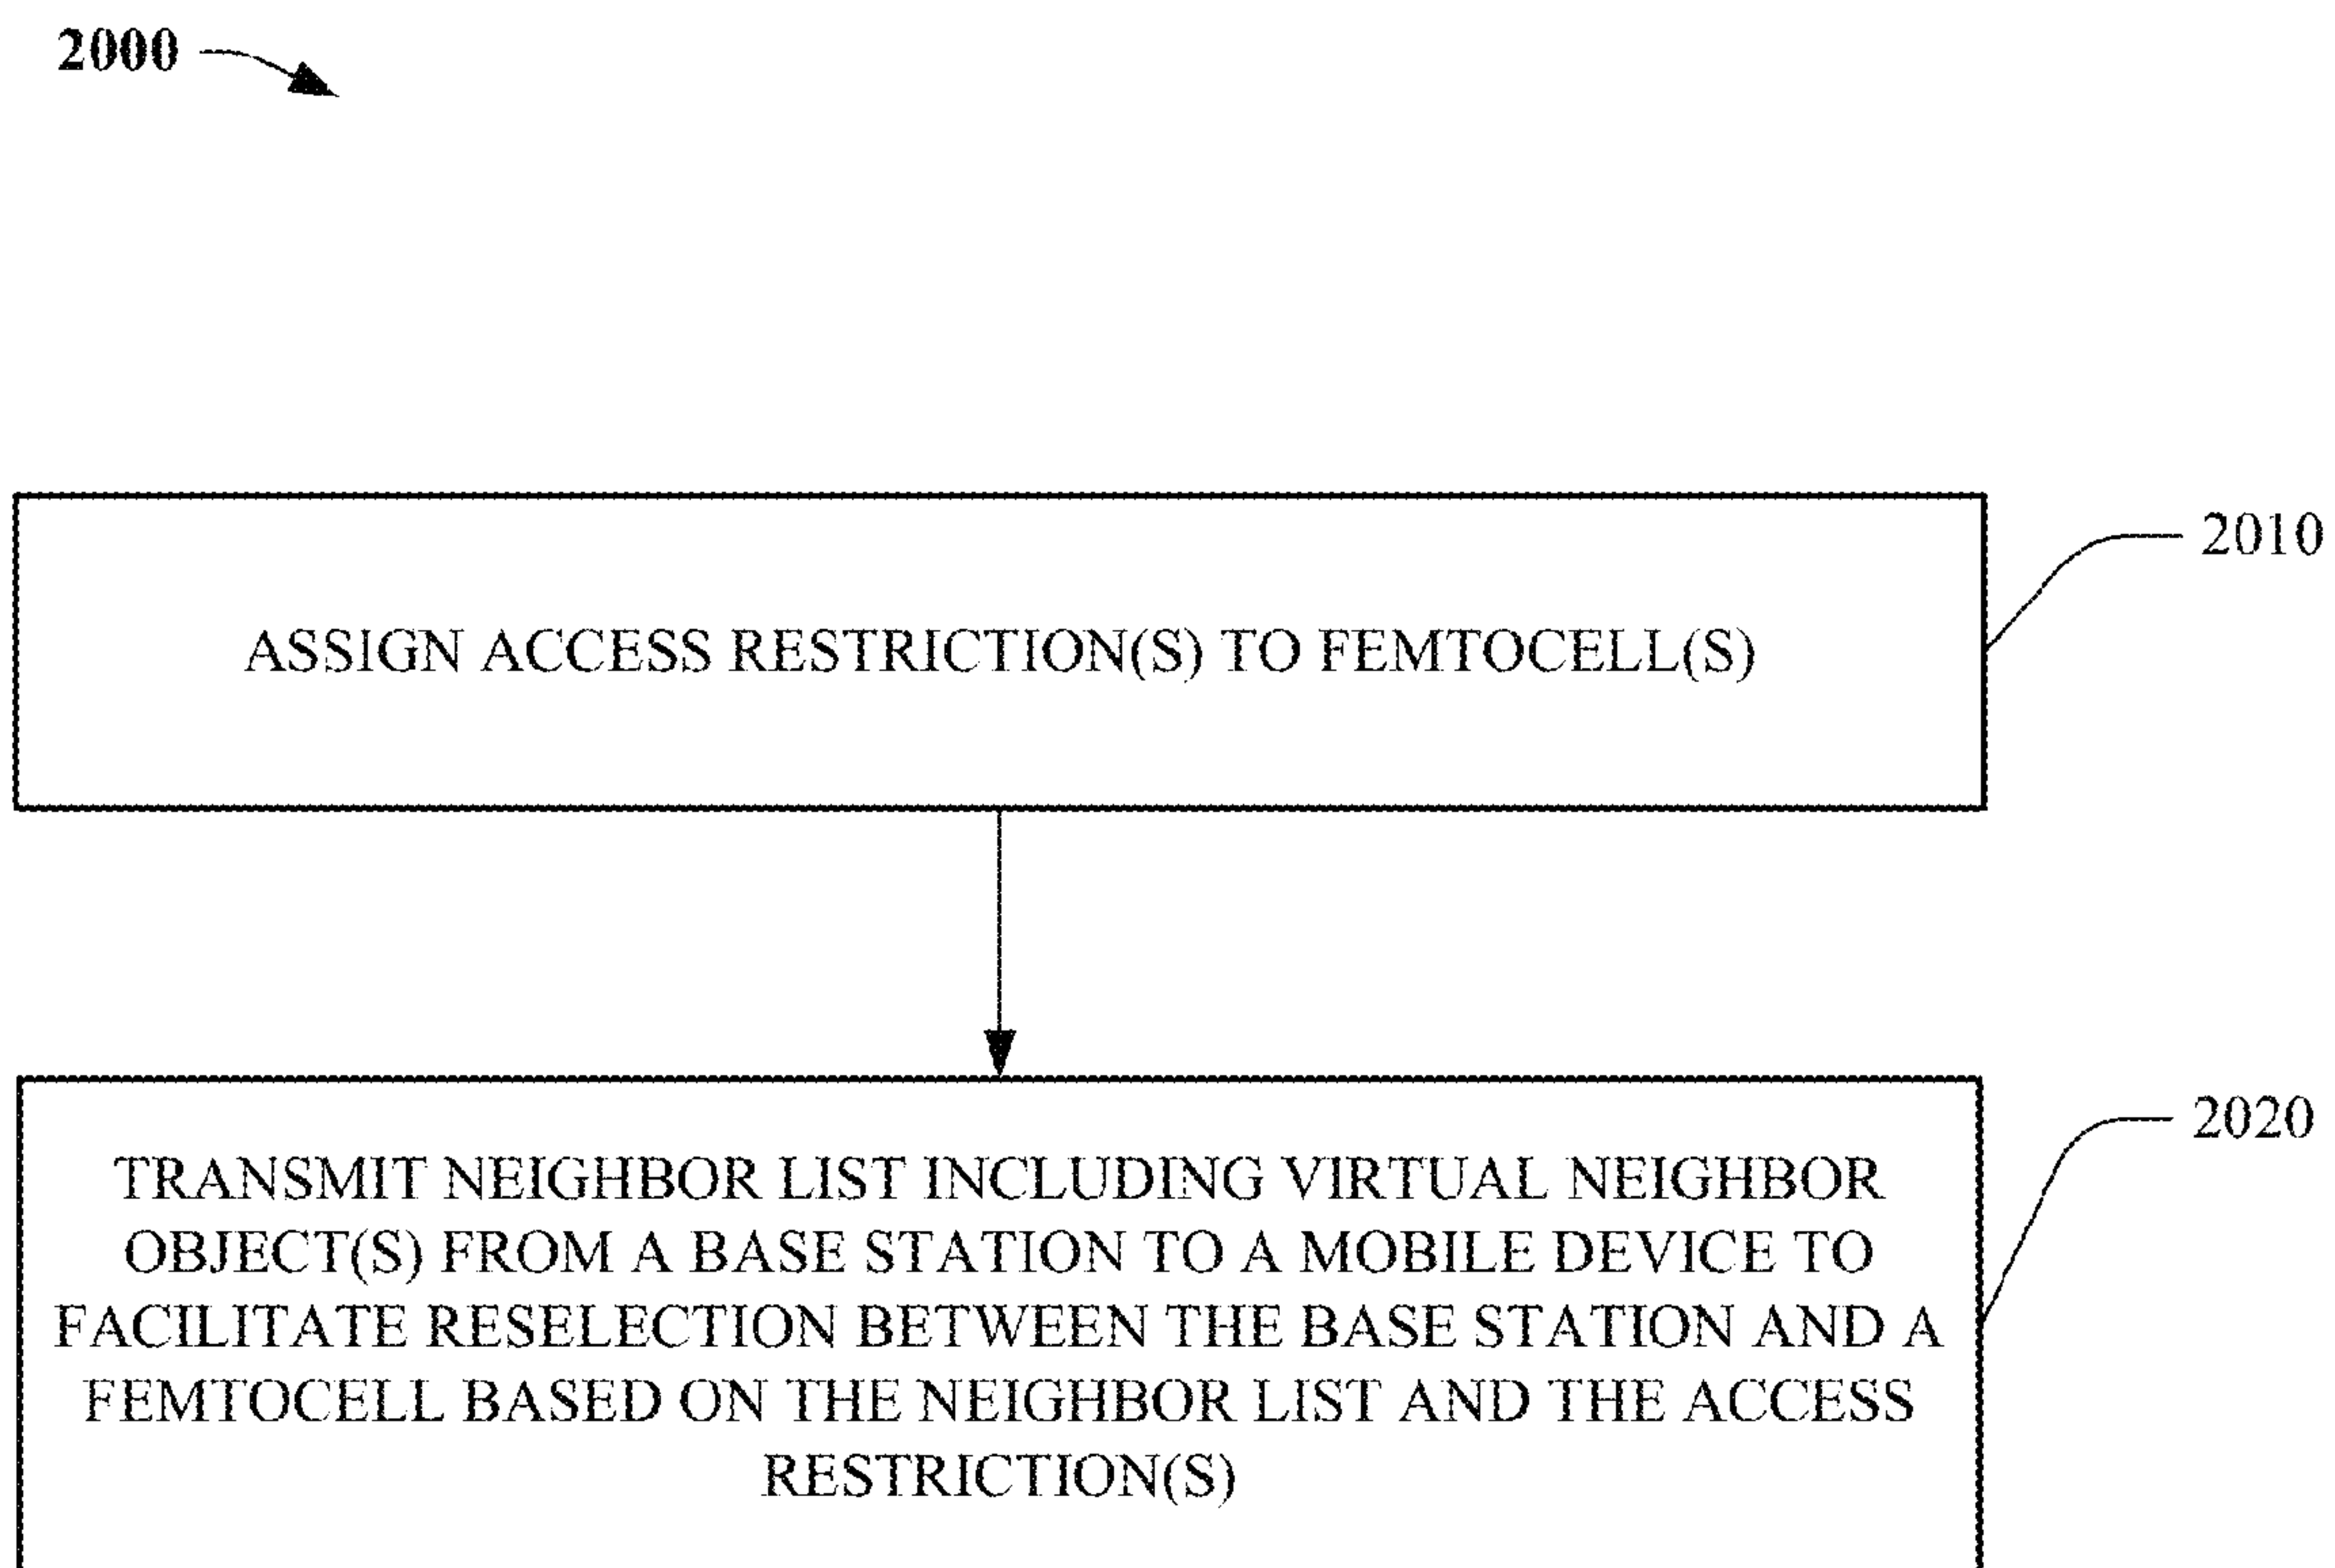 2000
2010
ASSIGN ACCESS RESTRICTION(S) TO FEMTOCELL(S)
2020
TRANSMIT NEIGHBOR LIST INCLUDING VIRTUAL NEIGHBOR
OBJECT(S) FROM A BASE STATION TO A MOBILE DEVICE TO
FACILITATE RESELECTION BETWEEN THE BASE STATION AND A
FEMTOCELL BASED ON THE NEIGHBOR LIST AND THE ACCESS
RESTRICTION(S)